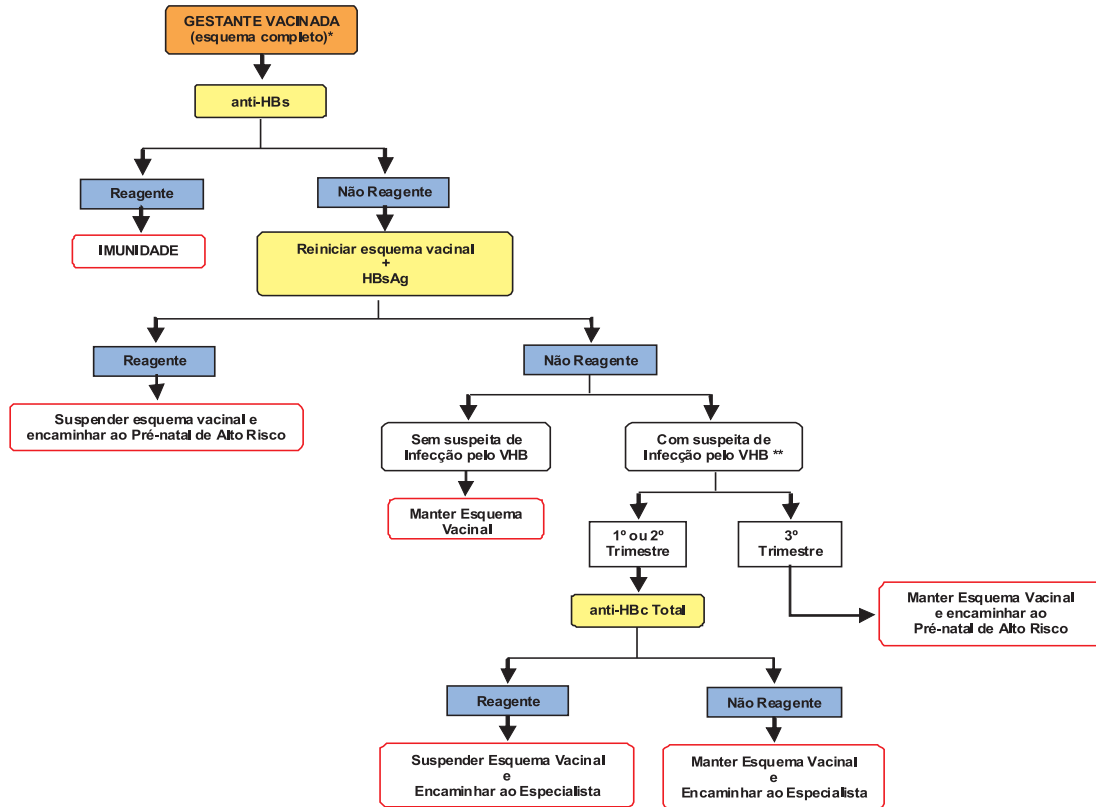 GESTANTE VACINADA
(esquema completo)*
anti-HBs
Reagente
Não Reagente
IMUNIDADE
Reiniciar esquema vacinal
+
HBsAg
Reagente
Não Reagente
Suspender esquema vacinal e
encaminhar ao Pré-natal de Alto Risco
Sem suspeita de
Infecção pelo VHB
Com suspeita de
Infecção pelo VHB **
Manter Esquema
Vacinal
1º ou 2º
Trimestre
3º
Trimestre
anti-HBc Total
Manter Esquema Vacinal
e encaminhar ao
Pré-natal de Alto Risco
Reagente
Não Reagente
Suspender Esquema Vacinal
e
Encaminhar ao Especialista
Manter Esquema Vacinal
e
Encaminhar ao Especialista